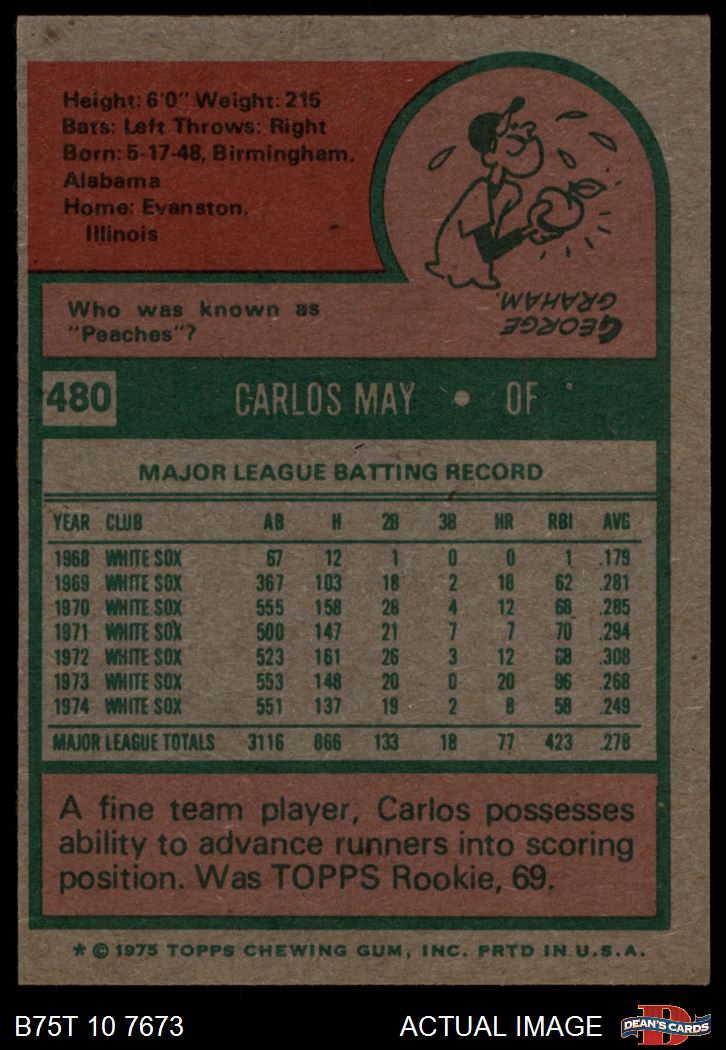 Height: 6'0" Weight: 215
Bats: Left Throws: Right
Born: 5-17-48, Birmingham,
Alabama
Home: Evanston,
Illinois
Who was known as
"Peaches"?
GEORGE
GRAHAM.
480 CARLOS MAY • OF
MAJOR LEAGUE BATTING RECORD
YEAR CLUB AB H 2B 3B HR RBI AVG
1968 WHITE SOX 67 12 1 0 0 1 .179
1969 WHITE SOX 367 103 18 2 18 62 .281
1970 WHITE SOX 555 158 28 4 12 68 .285
1971 WHITE SOX 500 147 21 7 7 70 .294
1972 WHITE SOX 523 161 26 3 12 68 .308
1973 WHITE SOX 553 148 20 0 20 96 .268
1974 WHITE SOX 551 137 19 2 8 58 .249
MAJOR LEAGUE TOTALS 3116 866 133 18 77 423 .278
A fine team player, Carlos possesses
ability to advance runners into scoring
position. Was TOPPS Rookie, 69.
* © 1975 TOPPS CHEWING GUM, INC. PRTD IN U.S.A.
B75T 10 7673 ACTUAL IMAGE
D
DEAN'S CARDS